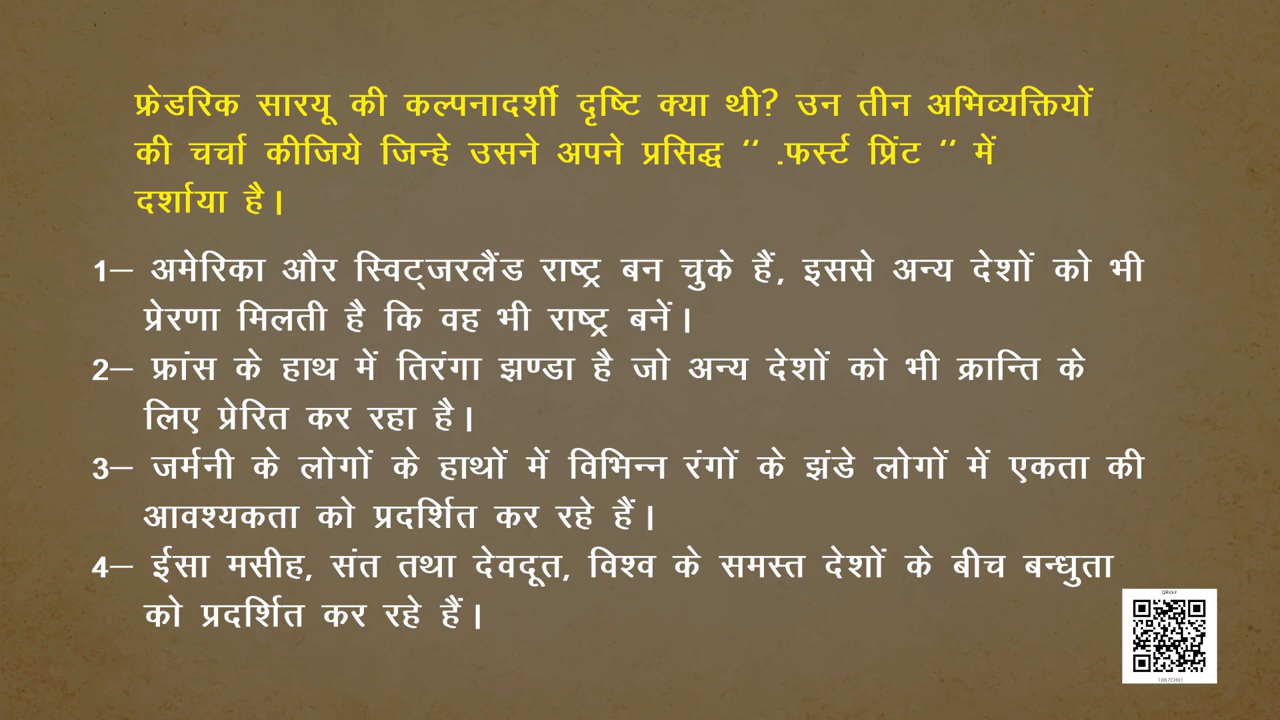 फ्रेडरिक सारयू की कल्पनादर्शी दृष्टि क्या थी? उन तीन अभिव्यक्तियों
की चर्चा कीजिये जिन्हे उसने अपने प्रसिद्ध “ .फर्स्ट प्रिंट ” में
दर्शाया है।
1– अमेरिका और स्विट्जरलैंड राष्ट्र बन चुके हैं, इससे अन्य देशों को भी
प्रेरणा मिलती है कि वह भी राष्ट्र बनें।
2– फ्रांस के हाथ में तिरंगा झण्डा है जो अन्य देशों को भी क्रान्ति के
लिए प्रेरित कर रहा है।
3– जर्मनी के लोगों के हाथों में विभिन्न रंगों के झंडे लोगों में एकता की
आवश्यकता को प्रदर्शित कर रहे हैं।
4– ईसा मसीह, संत तथा देवदूत, विश्व के समस्त देशों के बीच बन्धुता
को प्रदर्शित कर रहे हैं।
1067CH01